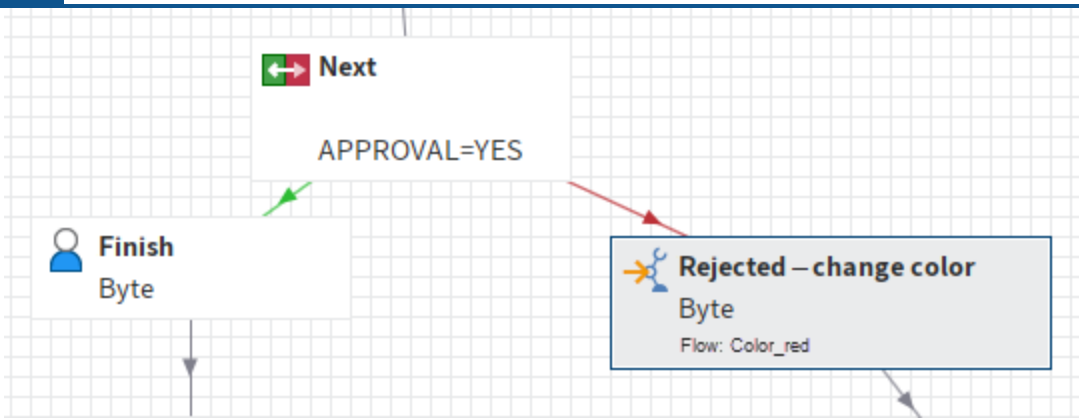 Next
APPROVAL=YES
Finish
Byte
Rejected – change color
Byte
Flow: Color_red